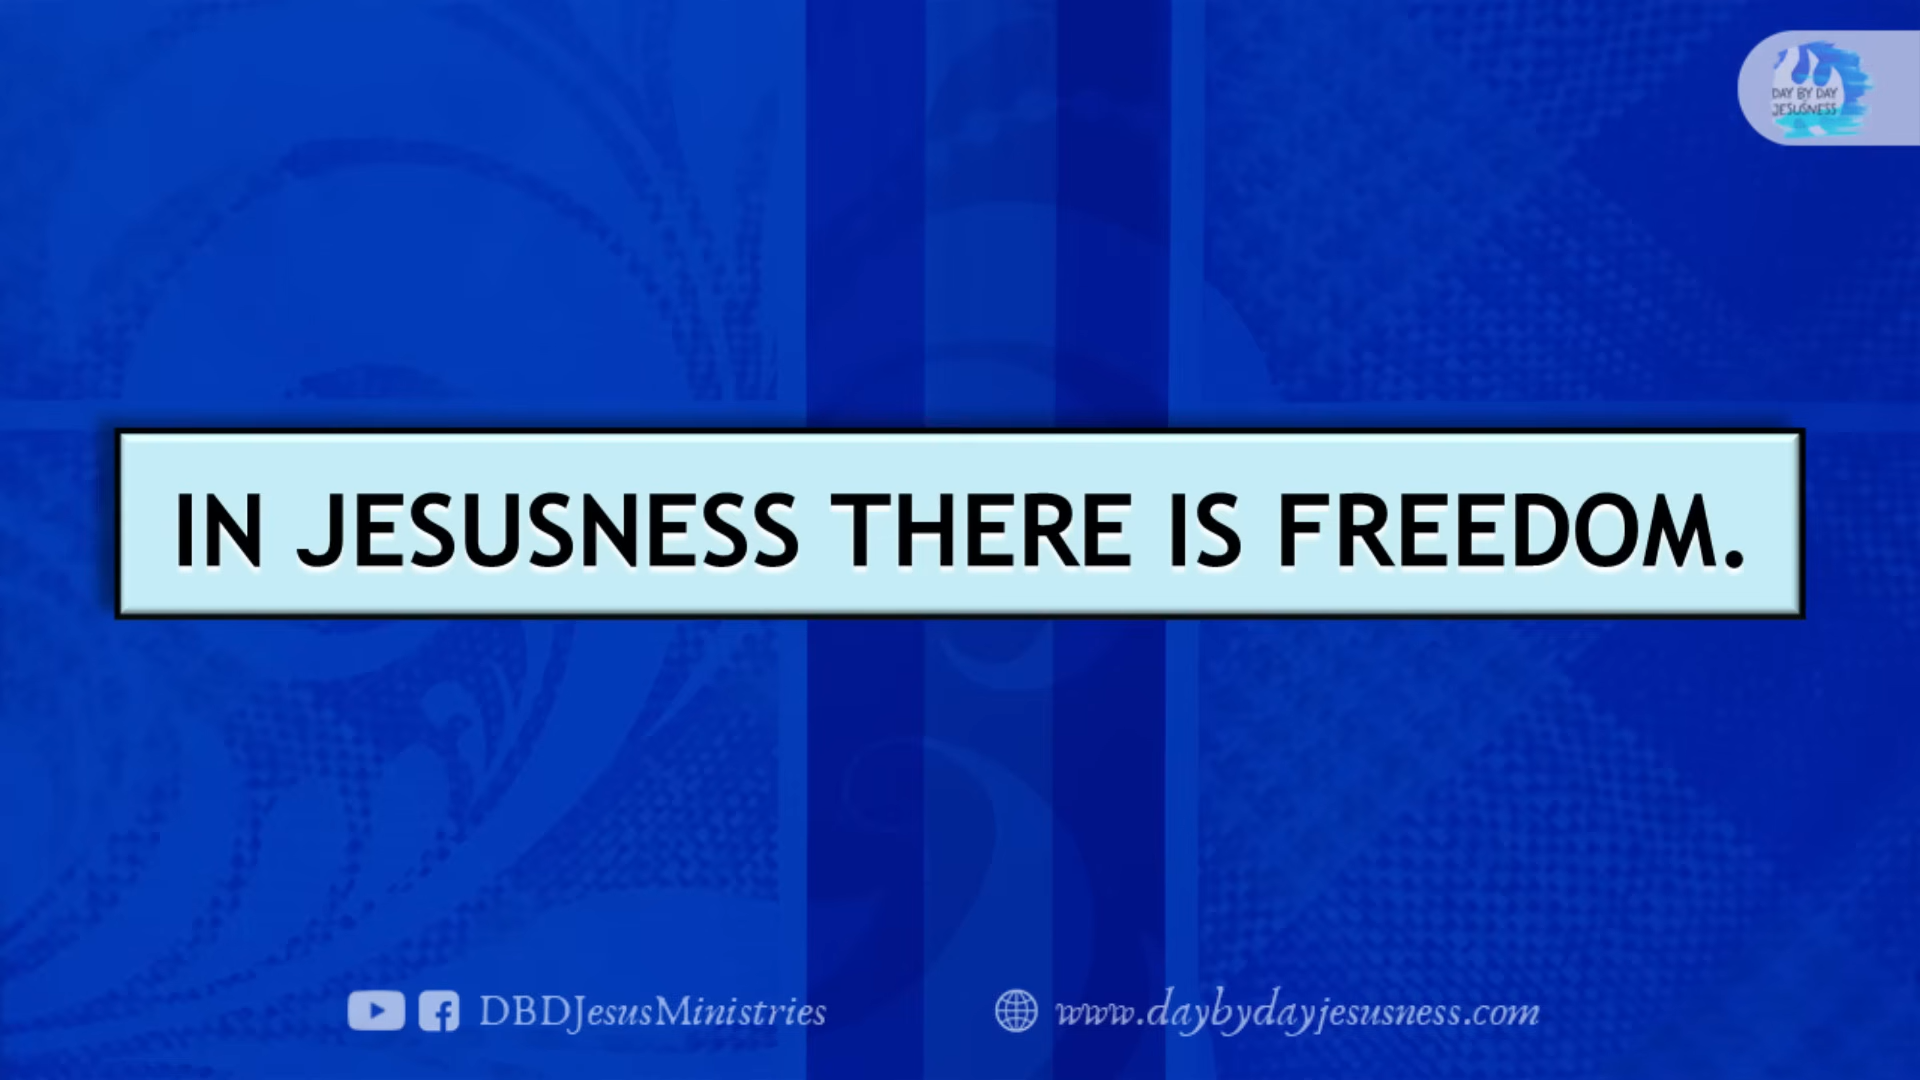 DAY BY DAY
JESUSNESS
IN JESUSNESS THERE IS FREEDOM.
DBDJesusMinistries
www.daybydayjesusness.com